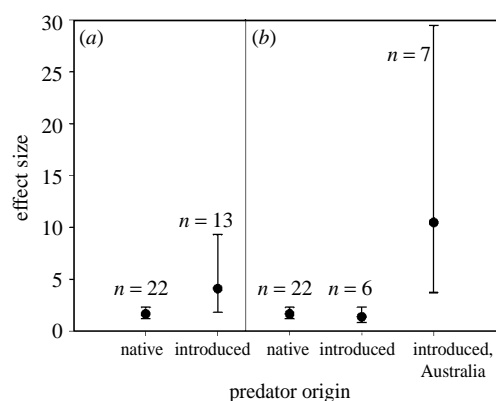 30
25
20
15
10
5
0
effect size
(a)
(b)
n = 22
n = 13
n = 22
n = 6
n = 7
native
introduced
native
introduced
introduced,
Australia
predator origin